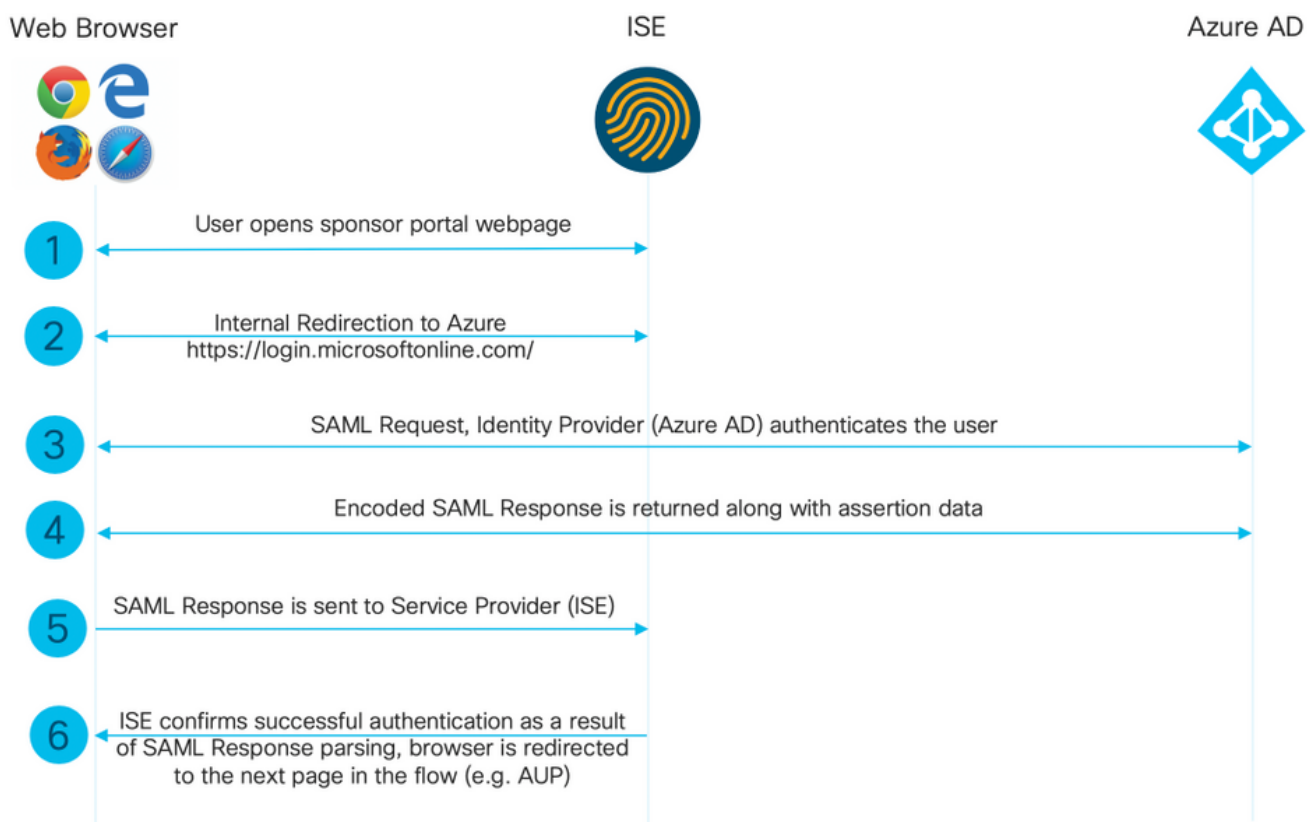 Web Browser
ISE
Azure AD
1
User opens sponsor portal webpage
2
Internal Redirection to Azure
https://login.microsoftonline.com/
3
SAML Request, Identity Provider (Azure AD) authenticates the user
4
Encoded SAML Response is returned along with assertion data
5
SAML Response is sent to Service Provider (ISE)
6
ISE confirms successful authentication as a result
of SAML Response parsing, browser is redirected
to the next page in the flow (e.g. AUP)